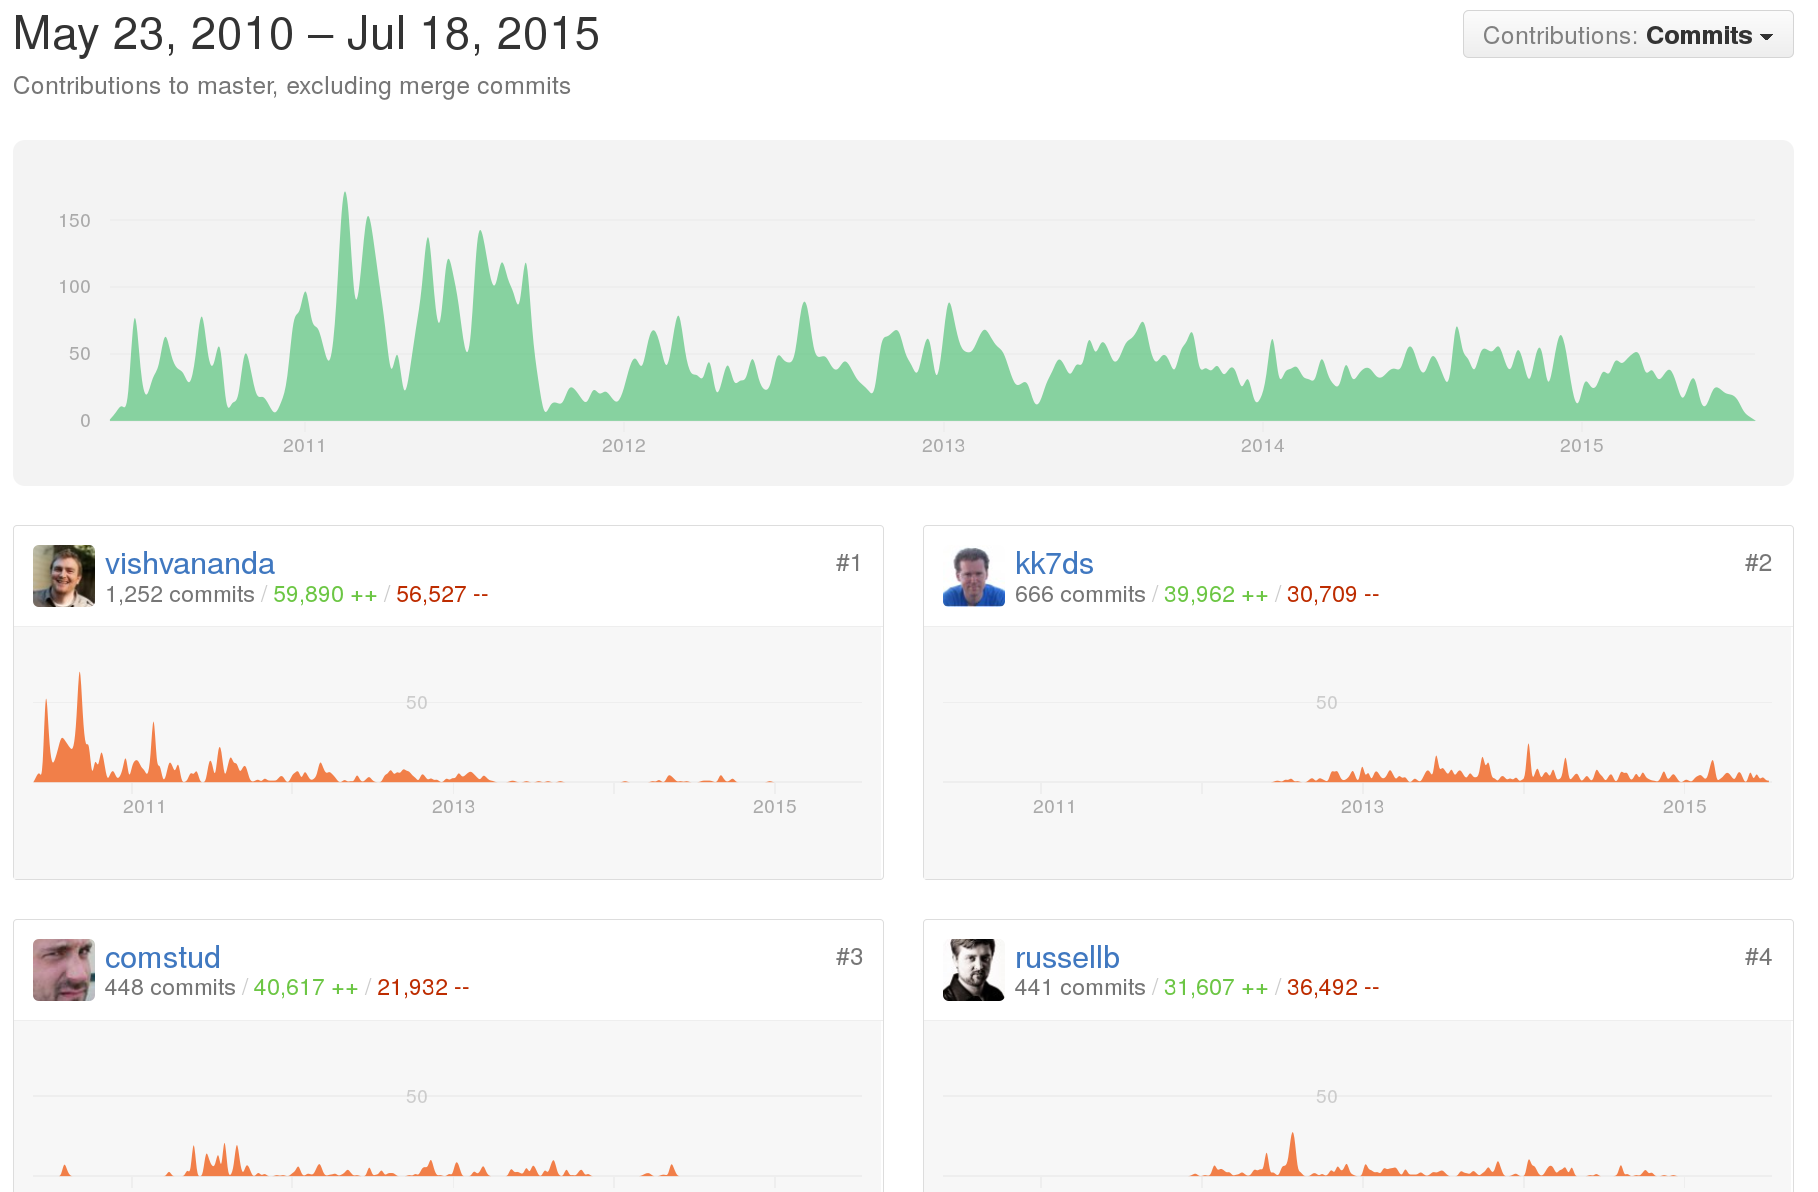 May 23, 2010 – Jul 18, 2015
Contributions: Commits
Contributions to master, excluding merge commits
150
100
50
0
2011 2012 2013 2014 2015
vishvananda #1
1,252 commits / 59,890 ++ / 56,527 --
50
2011 2013 2015
kk7ds #2
666 commits / 39,962 ++ / 30,709 --
50
2011 2013 2015
comstud #3
448 commits / 40,617 ++ / 21,932 --
50
russellb #4
441 commits / 31,607 ++ / 36,492 --
50